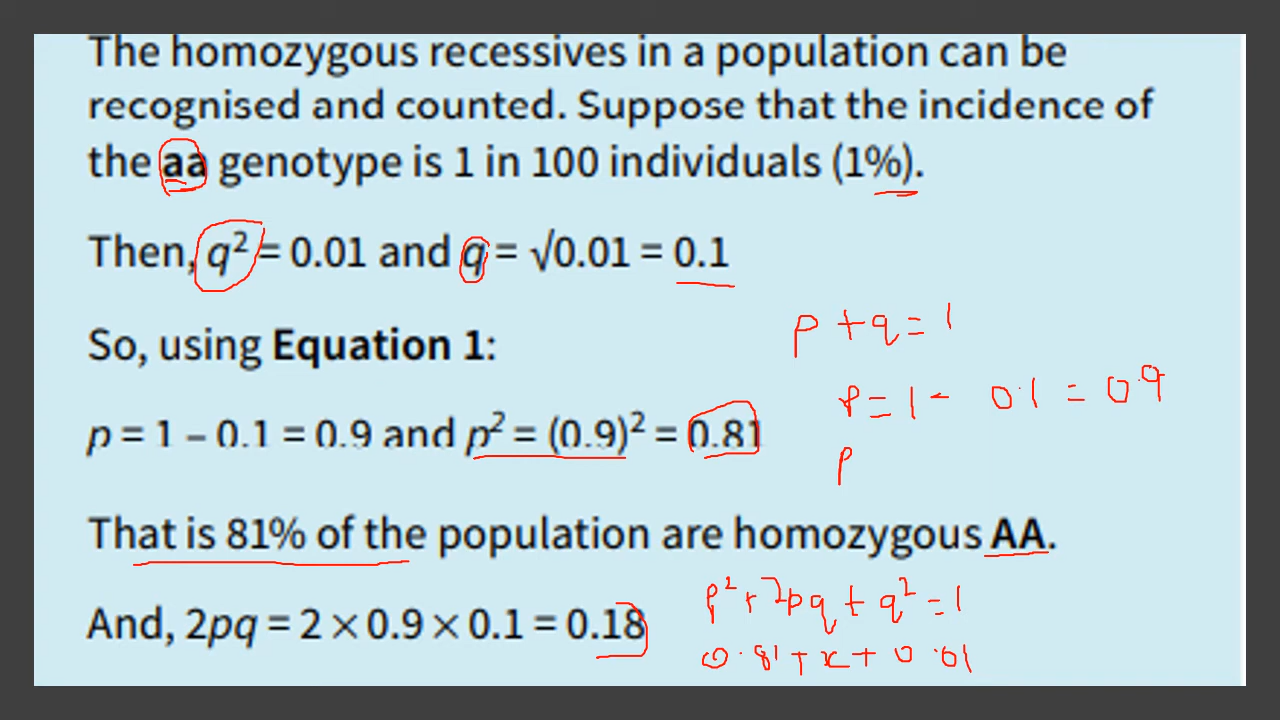 The homozygous recessives in a population can be
recognised and counted. Suppose that the incidence of
the aa genotype is 1 in 100 individuals (1%).
Then, q² = 0.01 and q = √0.01 = 0.1
So, using Equation 1:
p + q = 1
p = 1 - 0.1 = 0.9
p = 1 – 0.1 = 0.9 and p² = (0.9)² = 0.81
p
That is 81% of the population are homozygous AA.
p² + 2pq + q² = 1
And, 2pq = 2 × 0.9 × 0.1 = 0.18
0.81 + x + 0.01